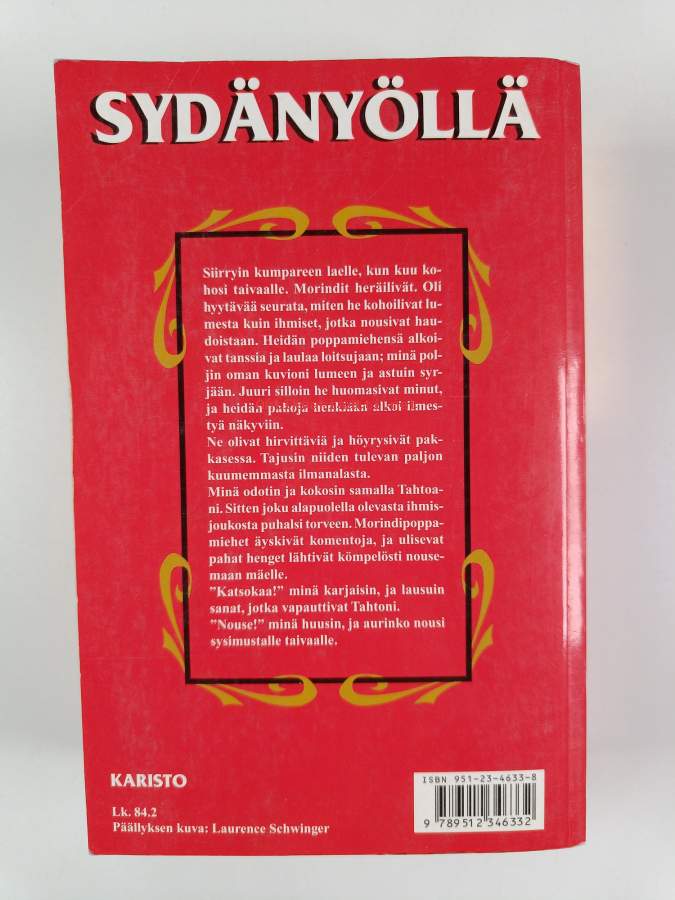 SYDÄNYÖLLÄ
Siirryin kumpareen laelle, kun kuu ko-
hosi taivaalle. Morindit heräilivät. Oli
hyytävää seurata, miten he kohoilivat lu-
mesta kuin ihmiset, jotka nousivat hau-
doistaan. Heidän poppamiehensä alkoi-
vat tanssia ja laulaa loitsujaan; minä pol-
jin oman kuvioni lumeen ja astuin syr-
jään. Juuri silloin he huomasivat minut,
ja heidän pahoja henkiään alkoi ilmes-
tyä näkyviin.
Ne olivat hirvittäviä ja höyrysivät pak-
kasessa. Tajusin niiden tulevan paljon
kuumemmasta ilmanalasta.
Minä odotin ja kokosin samalla Tahtoa-
ni. Sitten joku alapuolella olevasta ihmis-
joukosta puhalsi torveen. Morindipoppa-
miehet äyskivät komentoja, ja ulisevat
pahat henget lähtivät kömpelösti nouse-
maan mäelle.
”Katsokaa!” minä karjaisin, ja lausuin
sanat, jotka vapauttivat Tahtoni.
”Nouse!” minä huusin, ja aurinko nousi
sysimustalle taivaalle.
KARISTO
Lk. 84.2
Päällyksen kuva: Laurence Schwinger
ISBN 951-23-4633-8
9 789512 346332